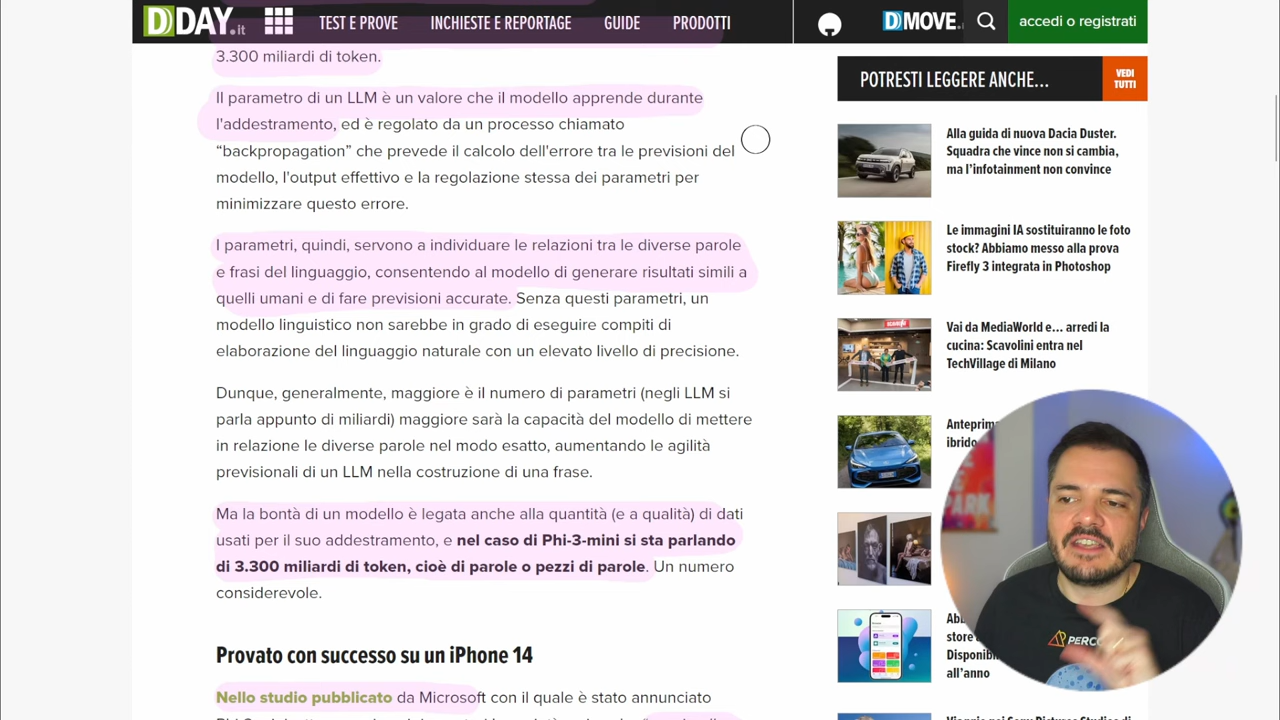 DDAY.it
TEST E PROVE
INCHIESTE E REPORTAGE
GUIDE
PRODOTTI
DMOVE.
accedi o registrati
3.300 miliardi di token.
Il parametro di un LLM è un valore che il modello apprende durante
l'addestramento, ed è regolato da un processo chiamato
“backpropagation” che prevede il calcolo dell'errore tra le previsioni del
modello, l'output effettivo e la regolazione stessa dei parametri per
minimizzare questo errore.
I parametri, quindi, servono a individuare le relazioni tra le diverse parole
e frasi del linguaggio, consentendo al modello di generare risultati simili a
quelli umani e di fare previsioni accurate. Senza questi parametri, un
modello linguistico non sarebbe in grado di eseguire compiti di
elaborazione del linguaggio naturale con un elevato livello di precisione.
Dunque, generalmente, maggiore è il numero di parametri (negli LLM si
parla appunto di miliardi) maggiore sarà la capacità del modello di mettere
in relazione le diverse parole nel modo esatto, aumentando le agilità
previsionali di un LLM nella costruzione di una frase.
Ma la bontà di un modello è legata anche alla quantità (e a qualità) di dati
usati per il suo addestramento, e nel caso di Phi-3-mini si sta parlando
di 3.300 miliardi di token, cioè di parole o pezzi di parole. Un numero
considerevole.
Provato con successo su un iPhone 14
Nello studio pubblicato da Microsoft con il quale è stato annunciato
POTRESTI LEGGERE ANCHE...
VEDI
TUTTI
Alla guida di nuova Dacia Duster.
Squadra che vince non si cambia,
ma l’infotainment non convince
Le immagini IA sostituiranno le foto
stock? Abbiamo messo alla prova
Firefly 3 integrata in Photoshop
Vai da MediaWorld e... arredi la
cucina: Scavolini entra nel
TechVillage di Milano
Anteprima
ibrido
store
Disponibil
all’anno
PERCO